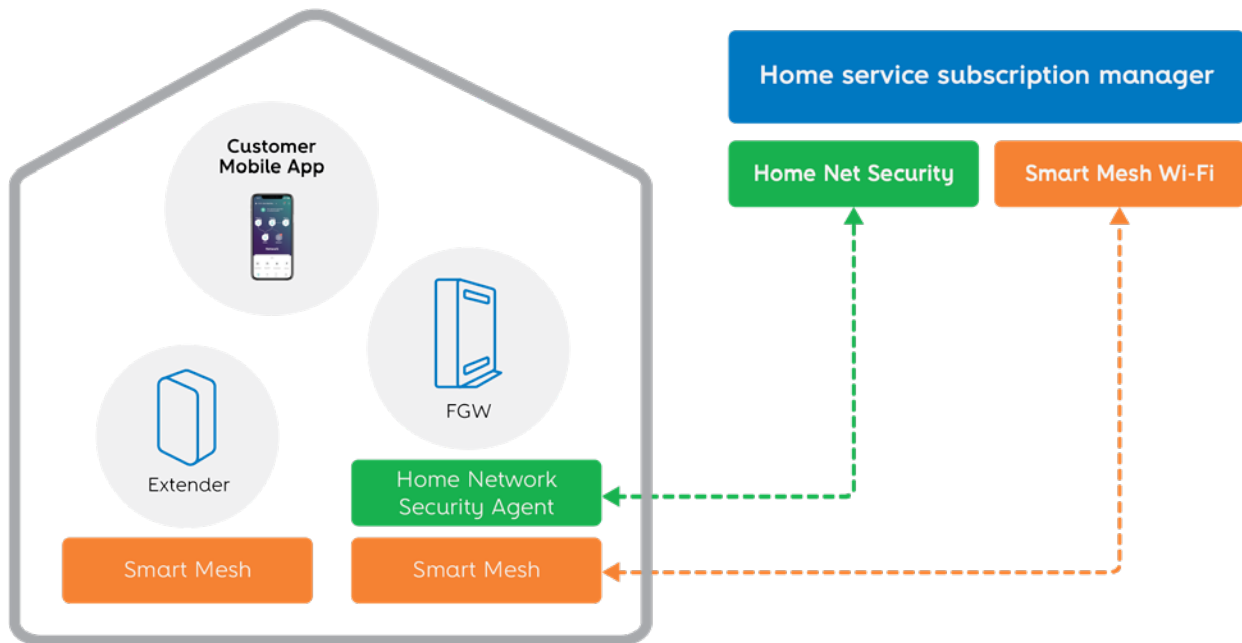 Customer
Mobile App
Extender
Smart Mesh
FGW
Home Network
Security Agent
Smart Mesh
Home service subscription manager
Home Net Security
Smart Mesh Wi-Fi